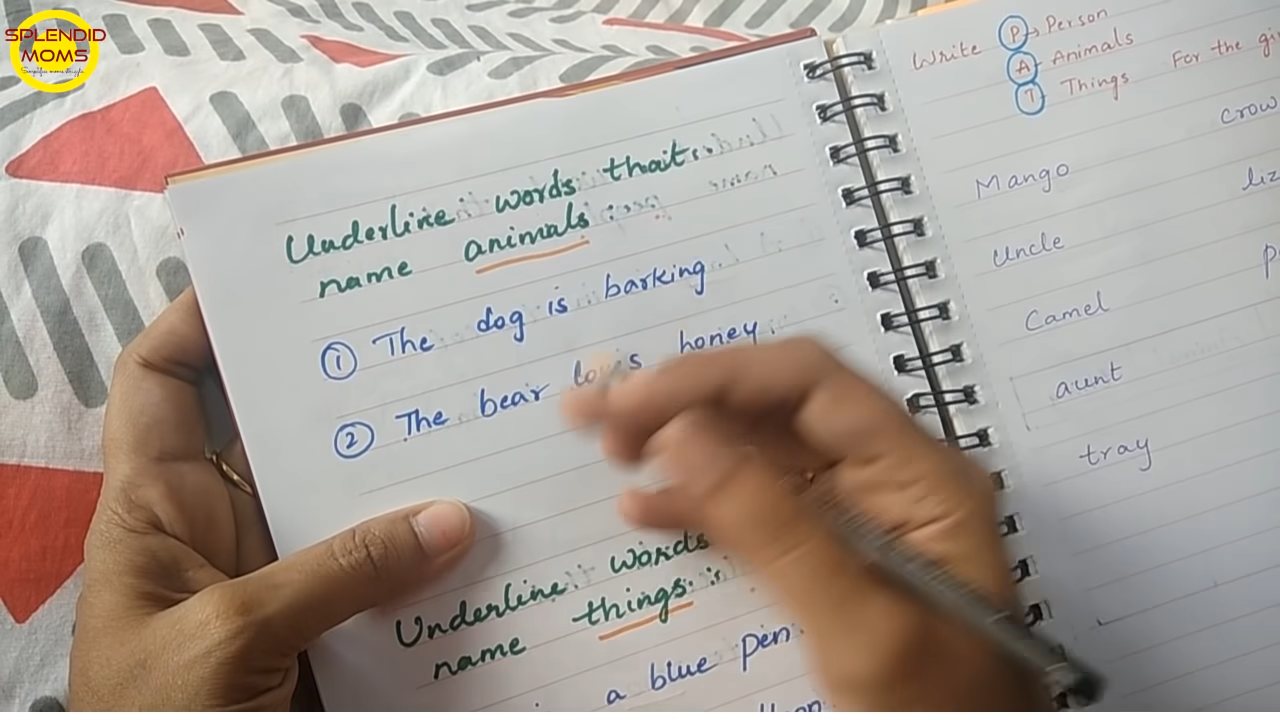 SPLENDID
MOMS
Underline words that
name animals
① The dog is barking.
② The bear loves honey.
Underline words
name things
a blue pen.
Write P→ Person
A- Animals
T- Things For the
crow
Mango
Uncle
Camel
aunt
tray